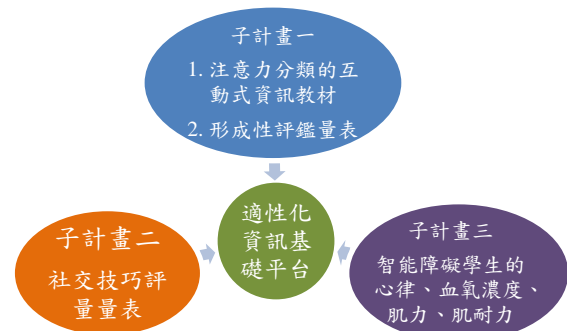 子計畫一
1. 注意力分類的互
動式資訊教材
2. 形成性評鑑量表
適性化
資訊基
礎平台
子計畫二
社交技巧評
量量表
子計畫三
智能障礙學生的
心律、血氧濃度、
肌力、肌耐力